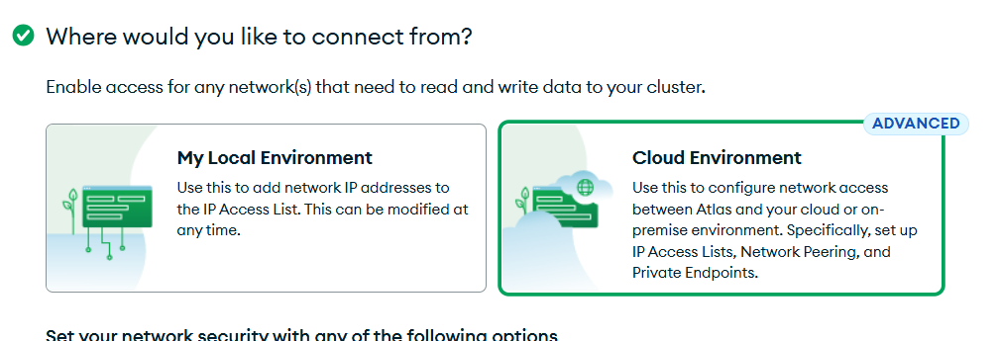 Where would you like to connect from?
Enable access for any network(s) that need to read and write data to your cluster.
ADVANCED
My Local Environment
Use this to add network IP addresses to
the IP Access List. This can be modified at
any time.
Cloud Environment
Use this to configure network access
between Atlas and your cloud or on-
premise environment. Specifically, set up
IP Access Lists, Network Peering, and
Private Endpoints.
Set your network security with any of the following options